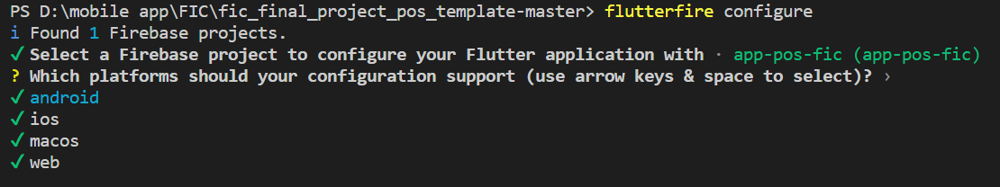 PS D:\mobile app\FIC\fic_final_project_pos_template-master> flutterfire configure
i Found 1 Firebase projects.
✓ Select a Firebase project to configure your Flutter application with · app-pos-fic (app-pos-fic)
? Which platforms should your configuration support (use arrow keys & space to select)? ›
✓ android
✓ ios
✓ macos
✓ web